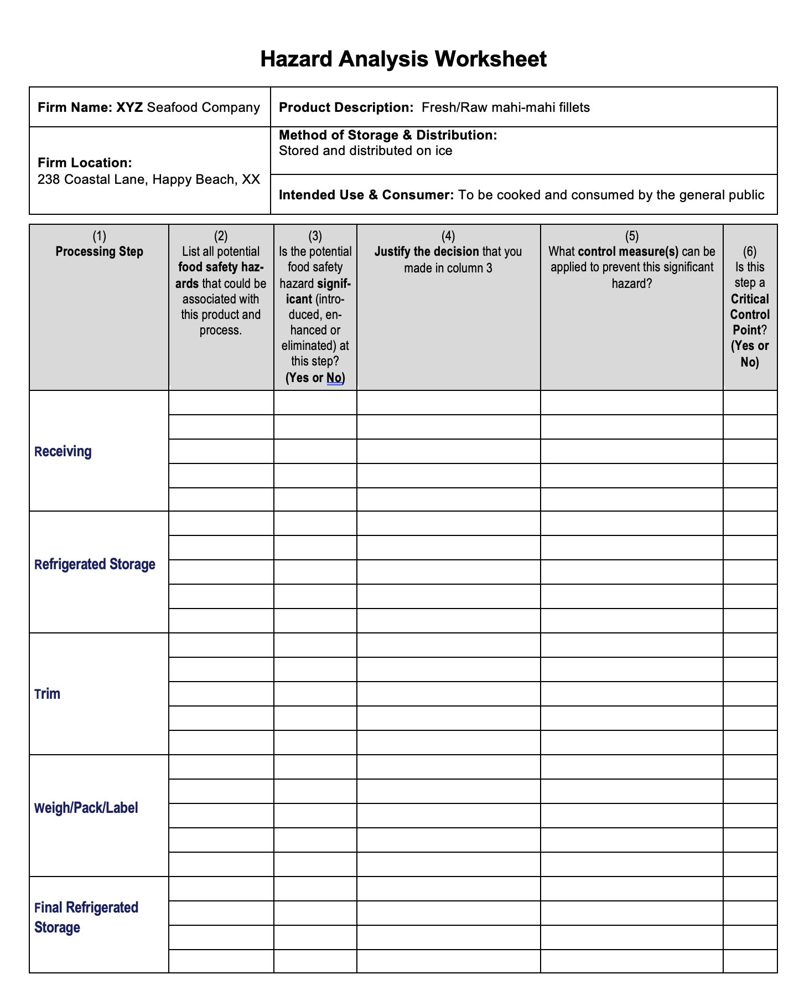 Hazard Analysis Worksheet
Firm Name: XYZ Seafood Company
Product Description: Fresh/Raw mahi-mahi fillets
Firm Location:
238 Coastal Lane, Happy Beach, XX
Method of Storage & Distribution:
Stored and distributed on ice
Intended Use & Consumer: To be cooked and consumed by the general public
(1)
Processing Step
(2)
List all potential
food safety haz-
ards that could be
associated with
this product and
process.
(3)
Is the potential
food safety
hazard signif-
icant (intro-
duced, en-
hanced or
eliminated) at
this step?
(Yes or No)
(4)
Justify the decision that you
made in column 3
(5)
What control measure(s) can be
applied to prevent this significant
hazard?
(6)
Is this
step a
Critical
Control
Point?
(Yes or
No)
Receiving
Refrigerated Storage
Trim
Weigh/Pack/Label
Final Refrigerated
Storage